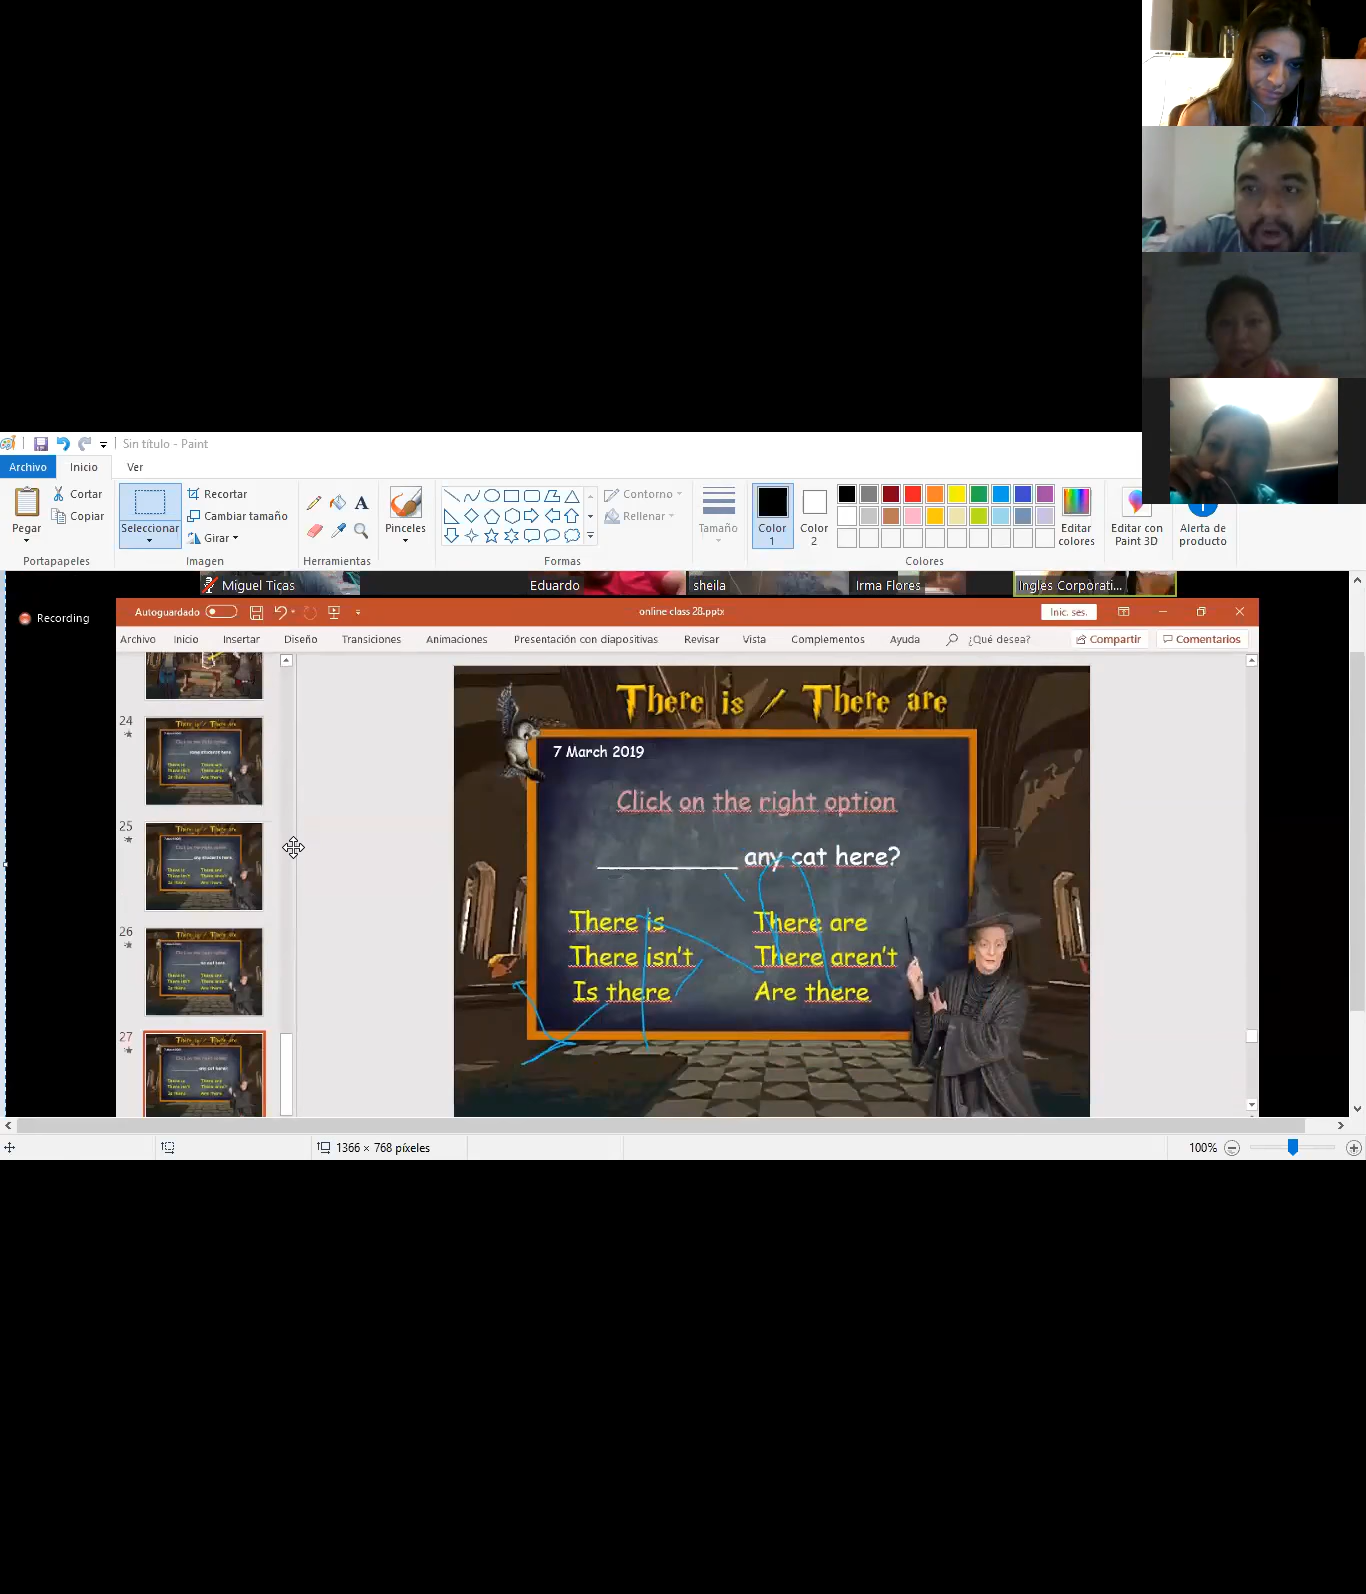 Sin título - Paint
Archivo Inicio Ver
Pegar
Cortar
Copiar
Portapapeles
Seleccionar
Recortar
Cambiar tamaño
Girar
Imagen
A
Herramientas
Pinceles
Contorno
Rellenar
Formas
Tamaño
Color 1
Color 2
Editar colores
Editar con Paint 3D
Alerta de producto
Colores
Miguel Ticas Eduardo sheila Irma Flores Ingles Corporati...
Recording
Autoguardado online class 28.pptx Inic. ses.
Archivo Inicio Insertar Diseño Transiciones Animaciones Presentación con diapositivas Revisar Vista Complementos Ayuda ¿Qué desea? Compartir Comentarios
24
25
26
27
There is / There are
7 March 2019
Click on the right option
__________ any cat here?
There is There are
There isn't There aren't
Is there Are there
1366 × 768 píxeles 100%